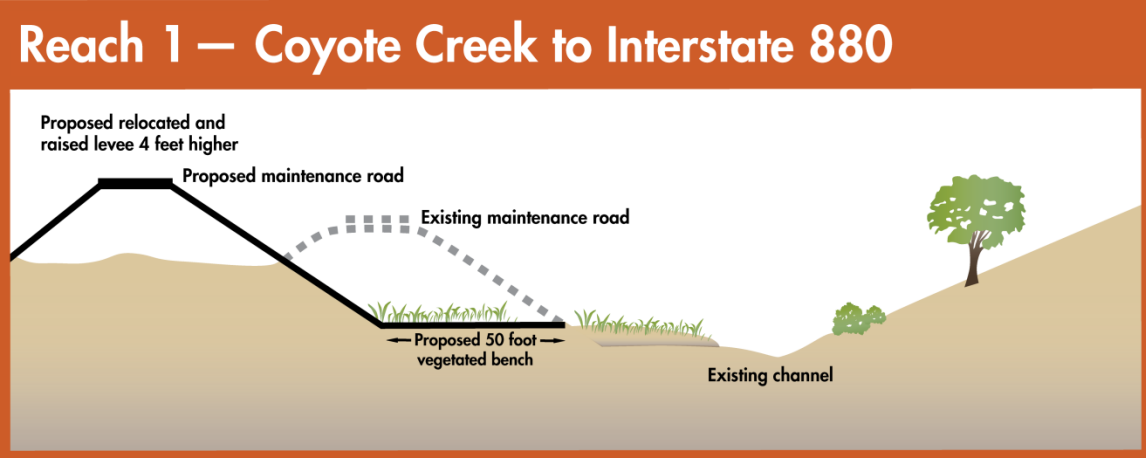 Reach 1 — Coyote Creek to Interstate 880
Proposed relocated and
raised levee 4 feet higher
Proposed maintenance road
Existing maintenance road
Proposed 50 foot
vegetated bench
Existing channel